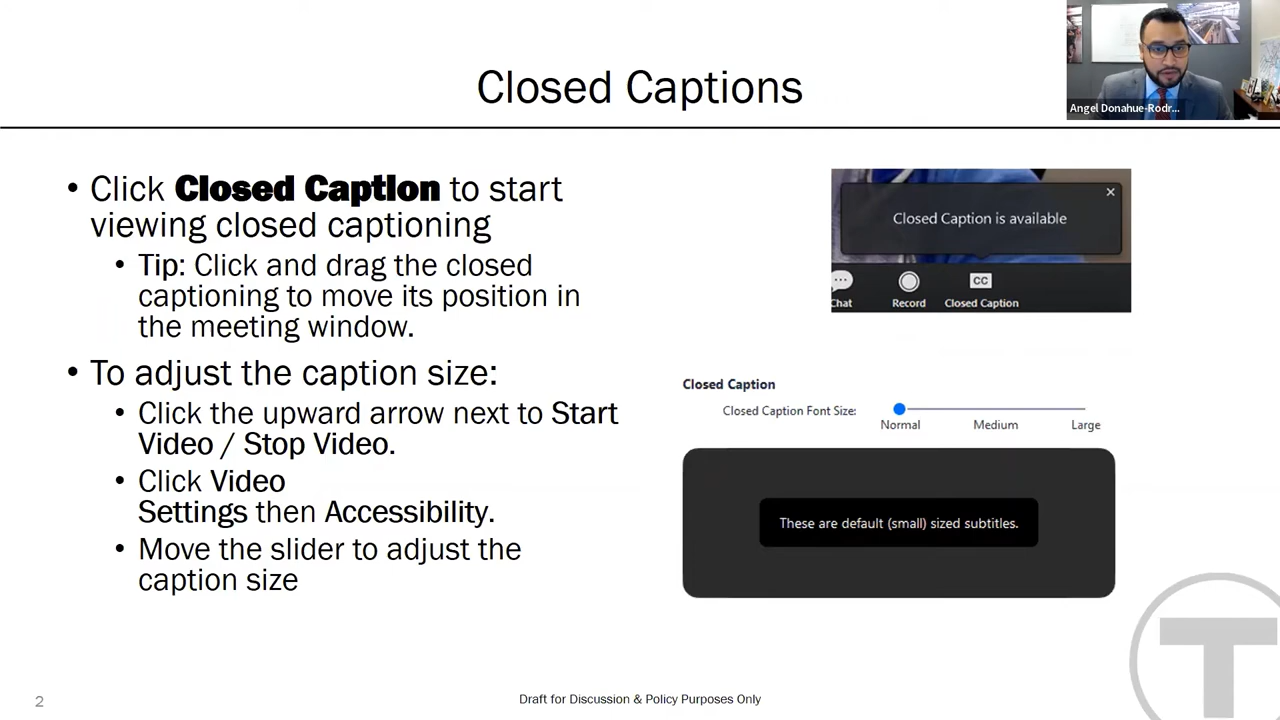 Closed Captions
Angel Donahue-Rodr...
• Click Closed Caption to start
viewing closed captioning
• Tip: Click and drag the closed
captioning to move its position in
the meeting window.
• To adjust the caption size:
• Click the upward arrow next to Start
Video / Stop Video.
• Click Video
Settings then Accessibility.
• Move the slider to adjust the
caption size
Closed Caption is available
Chat Record CC Closed Caption
Closed Caption
Closed Caption Font Size:
Normal Medium Large
These are default (small) sized subtitles.
2
Draft for Discussion & Policy Purposes Only
T